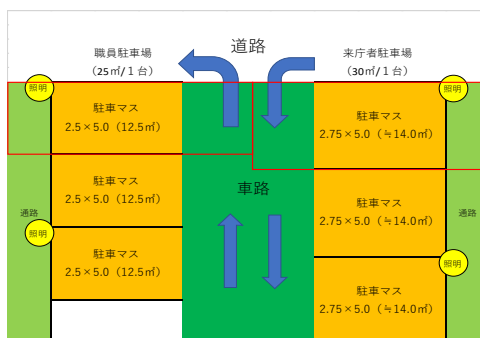 道路
職員駐車場
（25㎡/１台）
来庁者駐車場
（30㎡/１台）
照明
照明
駐車マス
2.5×5.0（12.5㎡）
駐車マス
2.75×5.0（≒14.0㎡）
車路
駐車マス
2.5×5.0（12.5㎡）
駐車マス
2.75×5.0（≒14.0㎡）
通路
通路
照明
照明
駐車マス
2.5×5.0（12.5㎡）
駐車マス
2.75×5.0（≒14.0㎡）